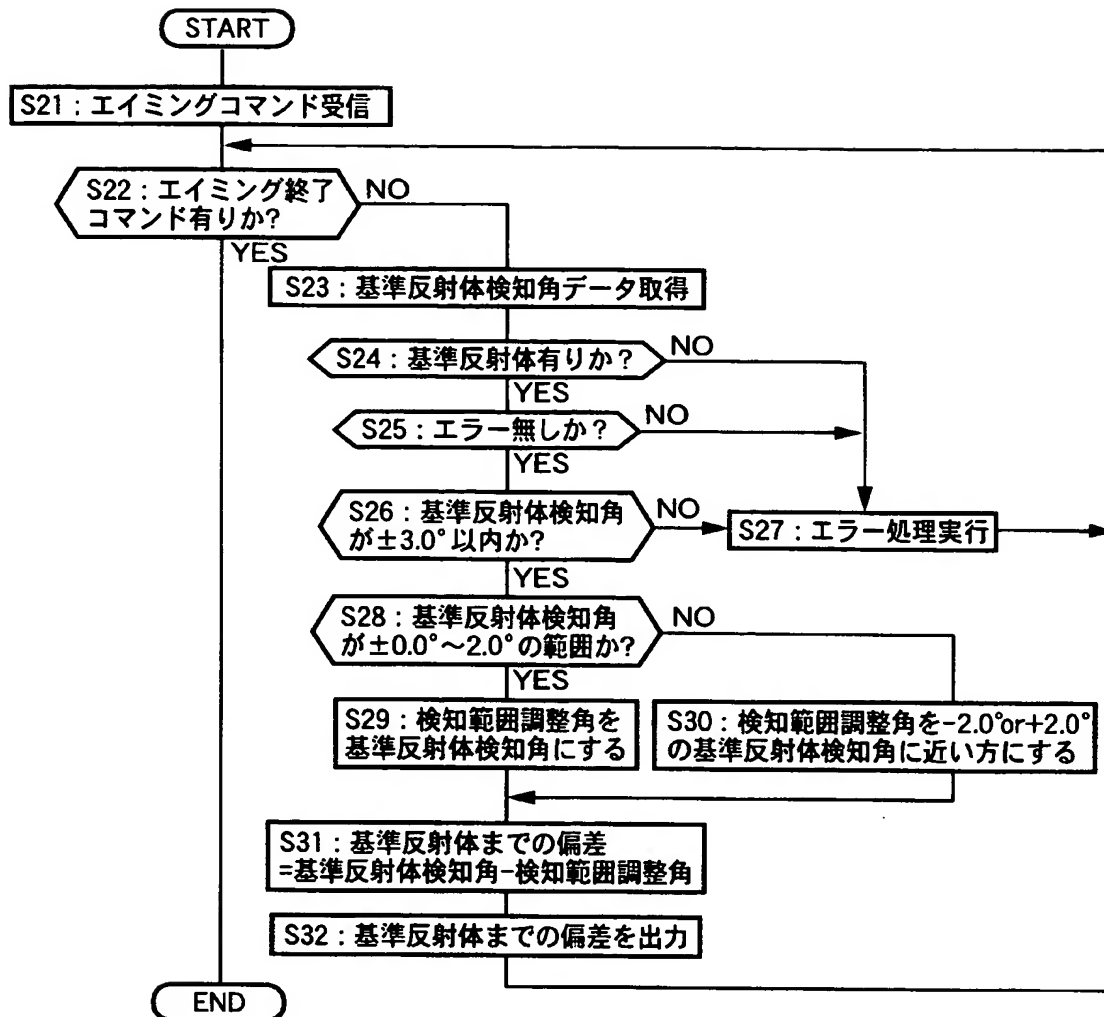 START
S21：エイミングコマンド受信
S22：エイミング終了
コマンド有りか?
NO
YES
S23：基準反射体検知角データ取得
S24：基準反射体有りか？
NO
YES
S25：エラー無しか？
NO
YES
S26：基準反射体検知角
が±3.0°以内か?
NO
S27：エラー処理実行
YES
S28：基準反射体検知角
が±0.0°～2.0°の範囲か?
NO
YES
S29：検知範囲調整角を
基準反射体検知角にする
S30：検知範囲調整角を-2.0°or+2.0°
の基準反射体検知角に近い方にする
S31：基準反射体までの偏差
=基準反射体検知角-検知範囲調整角
S32：基準反射体までの偏差を出力
END